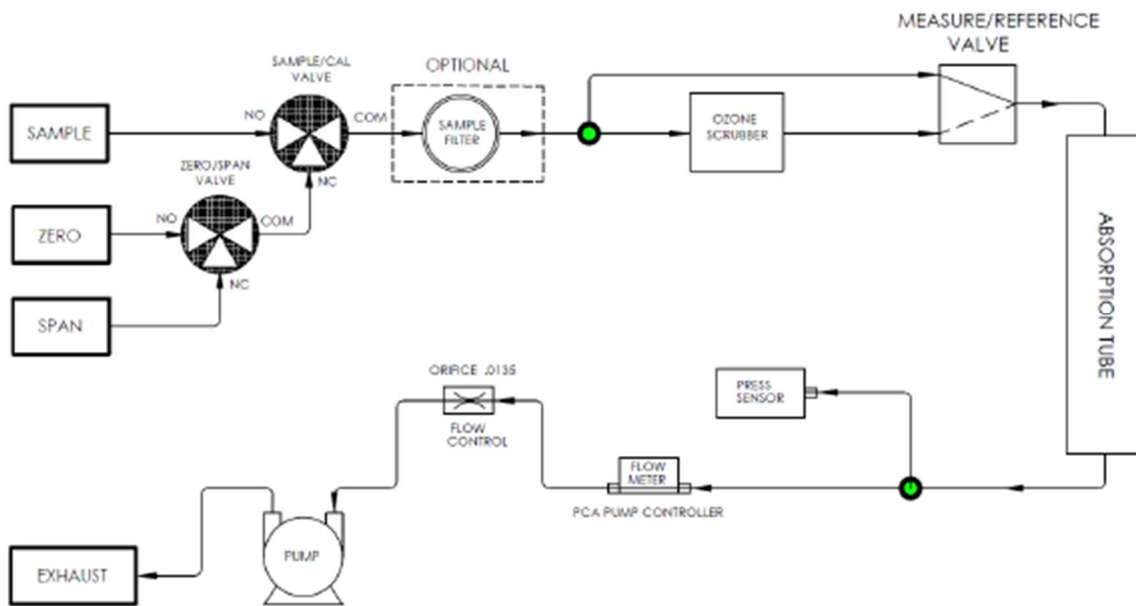 MEASURE/REFERENCE
VALVE
SAMPLE/CAL
VALVE
OPTIONAL
SAMPLE
NO
COM
SAMPLE
FILTER
OZONE
SCRUBBER
ZERO/SPAN
VALVE
NC
ZERO
NO
COM
NC
SPAN
ABSORPTION TUBE
ORIFICE .0135
FLOW
CONTROL
PRESS
SENSOR
FLOW
METER
PCA PUMP CONTROLLER
PUMP
EXHAUST